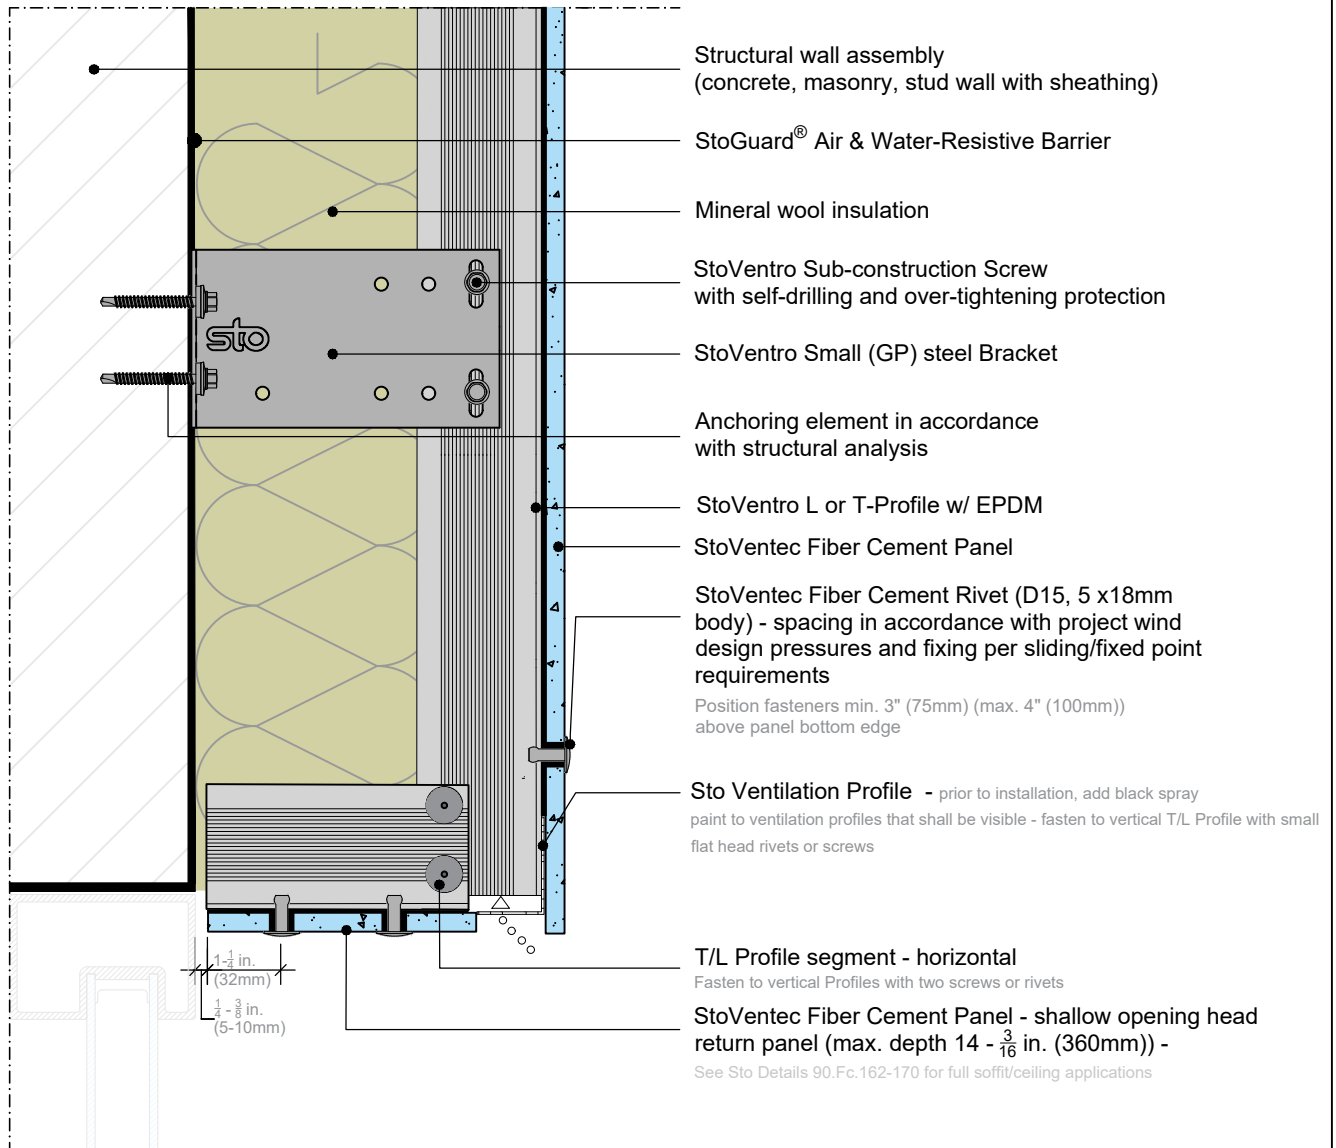 Structural wall assembly
(concrete, masonry, stud wall with sheathing)
StoGuard® Air & Water-Resistive Barrier
Mineral wool insulation
StoVentro Sub-construction Screw
with self-drilling and over-tightening protection
sto
StoVentro Small (GP) steel Bracket
Anchoring element in accordance
with structural analysis
StoVentro L or T-Profile w/ EPDM
StoVentec Fiber Cement Panel
StoVentec Fiber Cement Rivet (D15, 5 x18mm
body) - spacing in accordance with project wind
design pressures and fixing per sliding/fixed point
requirements
Position fasteners min. 3" (75mm) (max. 4" (100mm))
above panel bottom edge
Sto Ventilation Profile - prior to installation, add black spray
paint to ventilation profiles that shall be visible - fasten to vertical T/L Profile with small
flat head rivets or screws
1-1/4 in.
(32mm)
1/4 - 3/8 in.
(5-10mm)
T/L Profile segment - horizontal
Fasten to vertical Profiles with two screws or rivets
StoVentec Fiber Cement Panel - shallow opening head
return panel (max. depth 14 - 3/16 in. (360mm)) -
See Sto Details 90.Fc.162-170 for full soffit/ceiling applications